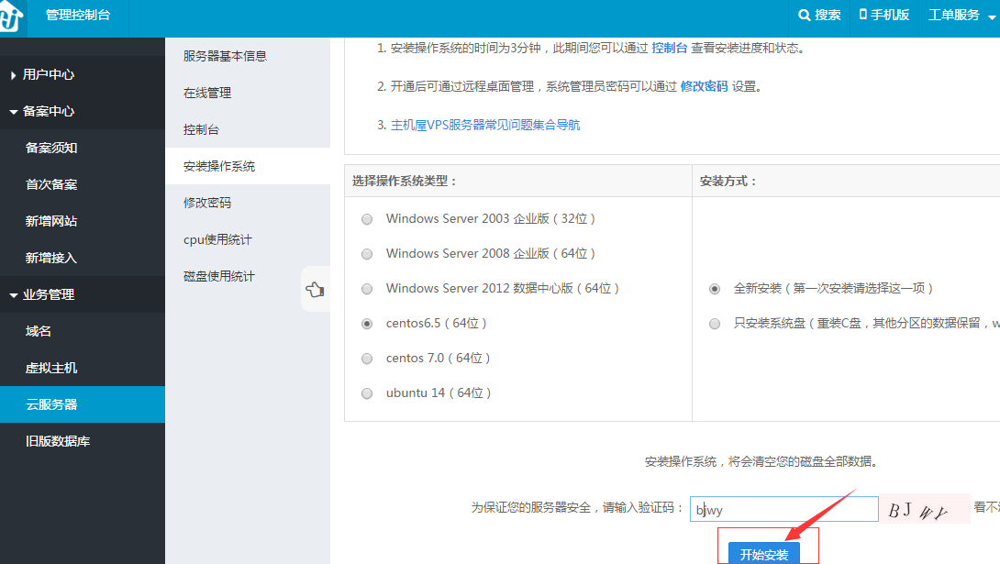 管理控制台
搜索
手机版
工单服务
用户中心
备案中心
备案须知
首次备案
新增网站
新增接入
业务管理
域名
虚拟主机
云服务器
旧版数据库
服务器基本信息
在线管理
控制台
安装操作系统
修改密码
cpu使用统计
磁盘使用统计
1. 安装操作系统的时间为3分钟，此期间您可以通过 控制台 查看安装进度和状态。
2. 开通后可通过远程桌面管理，系统管理员密码可以通过 修改密码 设置。
3. 主机屋VPS服务器常见问题集合导航
选择操作系统类型：
安装方式：
Windows Server 2003 企业版（32位）
Windows Server 2008 企业版（64位）
Windows Server 2012 数据中心版（64位）
centos6.5（64位）
centos 7.0（64位）
ubuntu 14（64位）
全新安装（第一次安装请选择这一项）
只安装系统盘（重装C盘，其他分区的数据保留，w
安装操作系统，将会清空您的磁盘全部数据。
为保证您的服务器安全，请输入验证码： bjwy BJWY 看不
开始安装